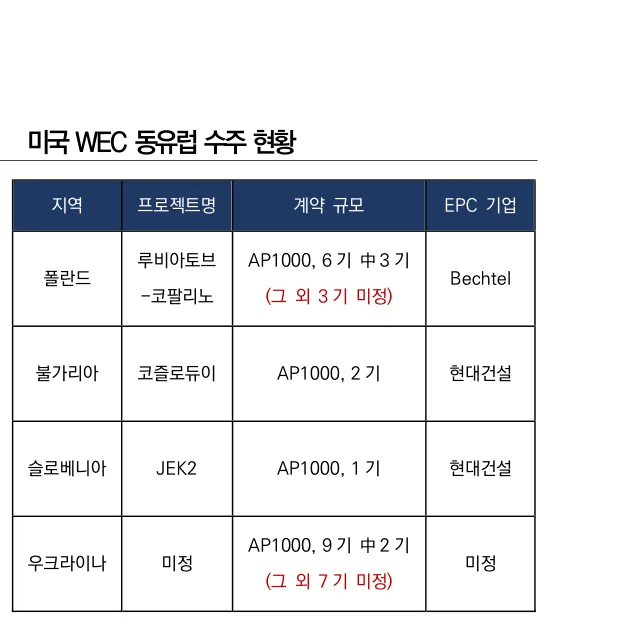 미국 WEC 동유럽 수주 현황
지역 프로젝트명 계약 규모 EPC 기업
폴란드 루비아토브 AP1000, 6기 中 3기 Bechtel
-코팔리노 (그 외 3기 미정)
불가리아 코즐로듀이 AP1000, 2기 현대건설
슬로베니아 JEK2 AP1000, 1기 현대건설
우크라이나 미정 AP1000, 9기 中 2기 미정
(그 외 7기 미정)